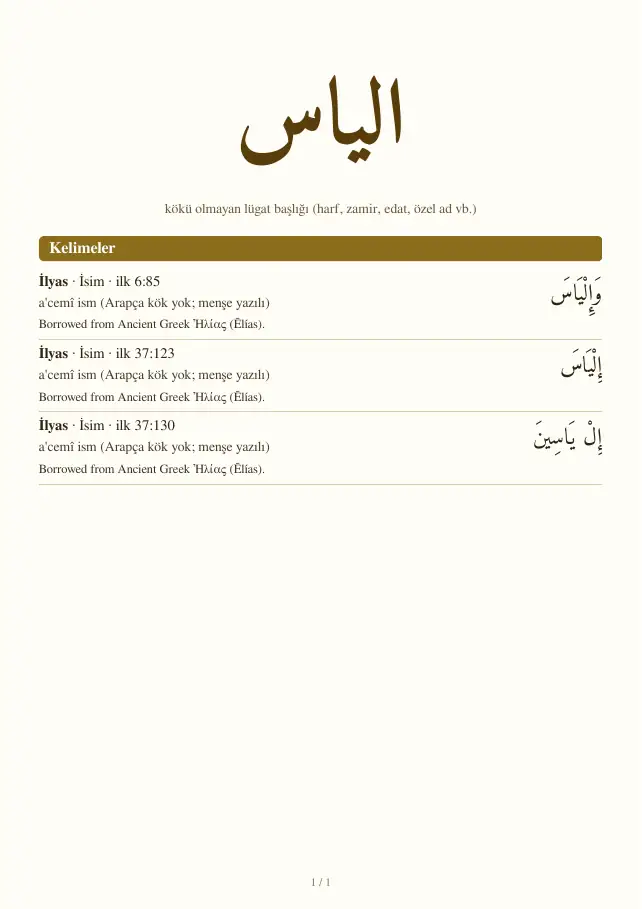 الیاس
kökü olmayan lügat başlığı (harf, zamir, edat, özel ad vb.)
Kelimeler
İlyas · İsim · ilk 6:85 وَإِلْيَاسَ
a'cemî ism (Arapça kök yok; menşe yazılı)
Borrowed from Ancient Greek Ἠλίας (Ēlías).
İlyas · İsim · ilk 37:123 إِلْيَاسَ
a'cemî ism (Arapça kök yok; menşe yazılı)
Borrowed from Ancient Greek Ἠλίας (Ēlías).
İlyas · İsim · ilk 37:130 إِلْ يَاسِينَ
a'cemî ism (Arapça kök yok; menşe yazılı)
Borrowed from Ancient Greek Ἠλίας (Ēlías).
1 / 1